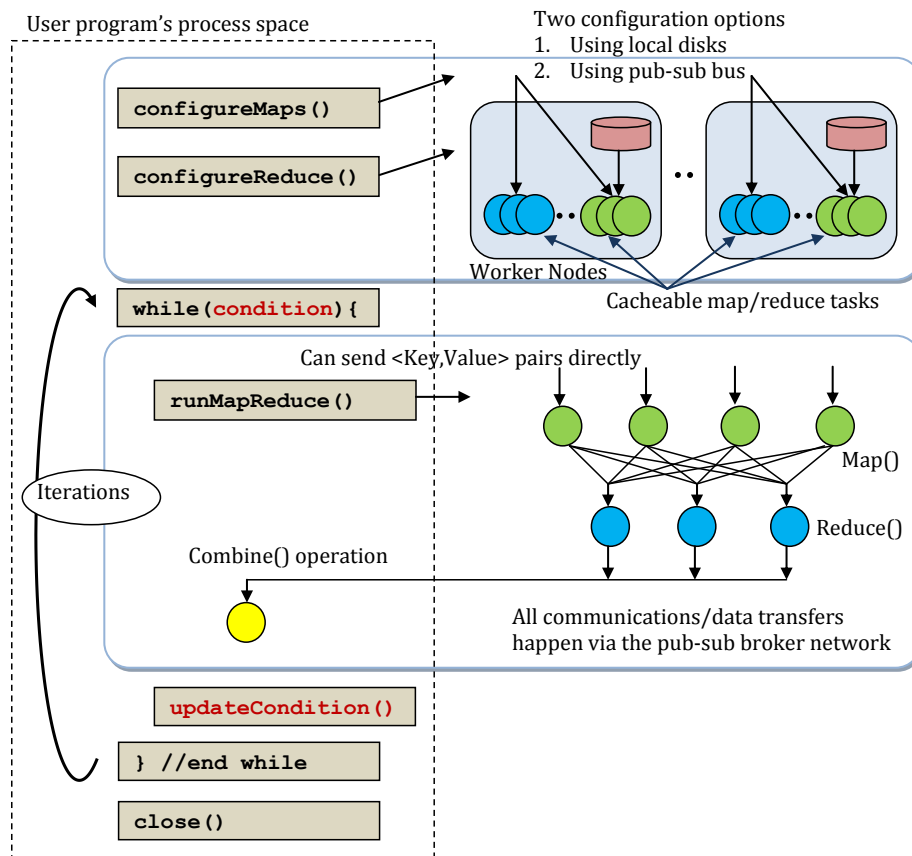 User program’s process space
Two configuration options
1. Using local disks
2. Using pub-sub bus
configureMaps()
configureReduce()
Worker Nodes
Cacheable map/reduce tasks
while(condition){
Can send <Key,Value> pairs directly
runMapReduce()
Map()
Iterations
Reduce()
Combine() operation
All communications/data transfers
happen via the pub-sub broker network
updateCondition()
} //end while
close()